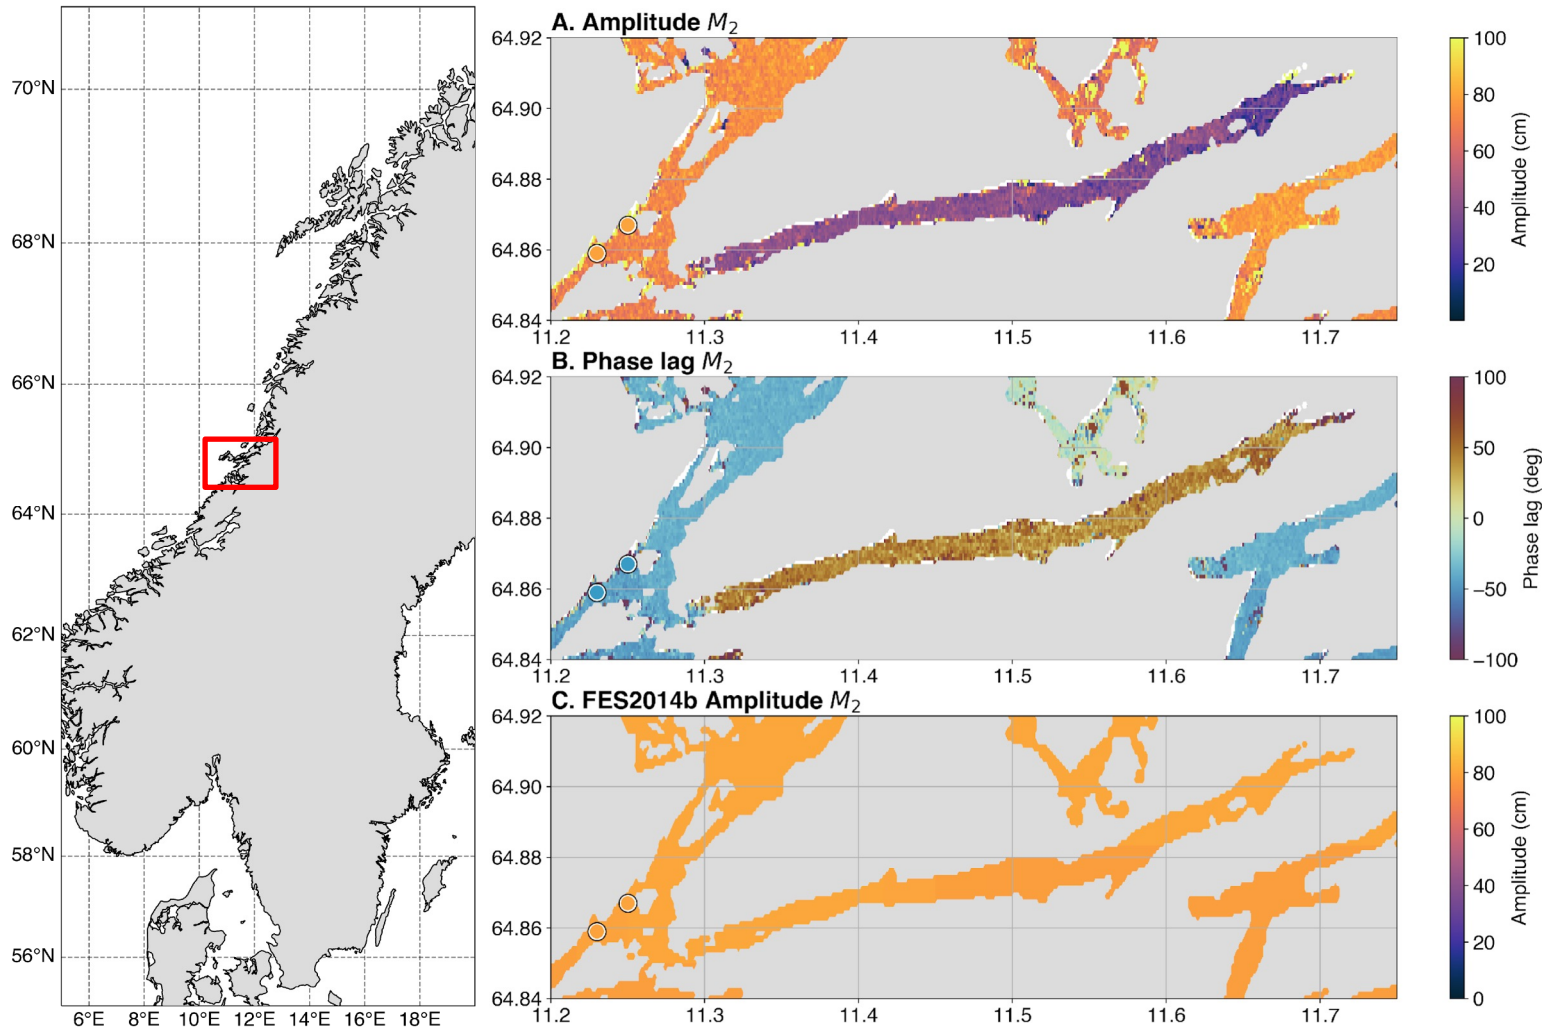 70°N
68°N
66°N
64°N
62°N
60°N
58°N
56°N
6°E 8°E 10°E 12°E 14°E 16°E 18°E
A. Amplitude M₂
64.92
64.90
64.88
64.86
64.84
11.2 11.3 11.4 11.5 11.6 11.7
100
80
60
40
20
Amplitude (cm)
B. Phase lag M₂
64.92
64.90
64.88
64.86
64.84
11.2 11.3 11.4 11.5 11.6 11.7
100
50
0
−50
−100
Phase lag (deg)
C. FES2014b Amplitude M₂
64.92
64.90
64.88
64.86
64.84
11.2 11.3 11.4 11.5 11.6 11.7
100
80
60
40
20
0
Amplitude (cm)